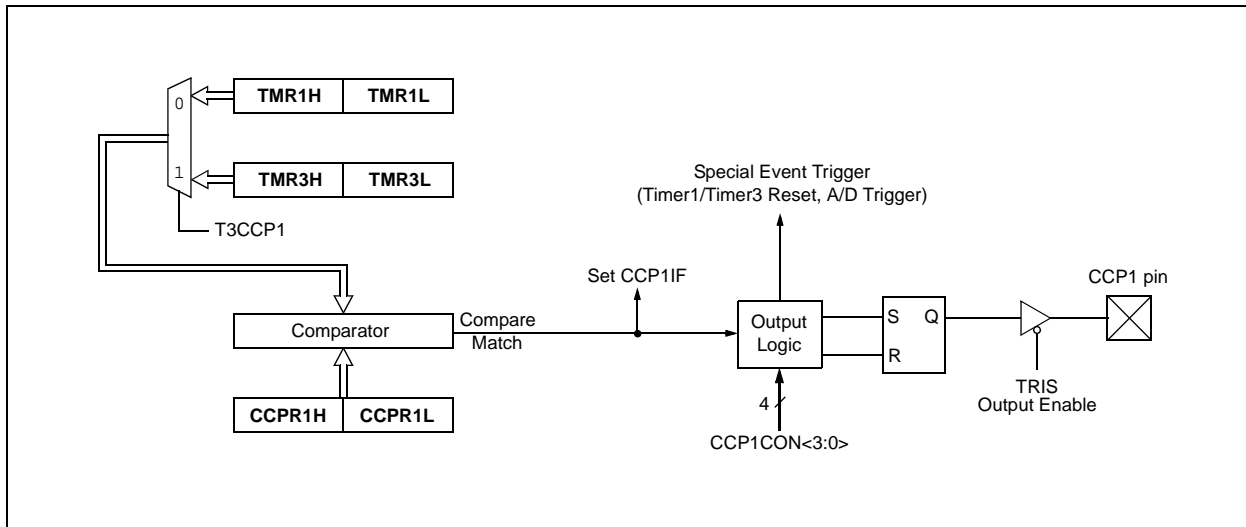 0
TMR1H TMR1L
1
TMR3H TMR3L
T3CCP1
Special Event Trigger
(Timer1/Timer3 Reset, A/D Trigger)
Set CCP1IF
CCP1 pin
Comparator
Compare
Match
Output
Logic
S Q
R
TRIS
Output Enable
CCPR1H CCPR1L
4
CCP1CON<3:0>